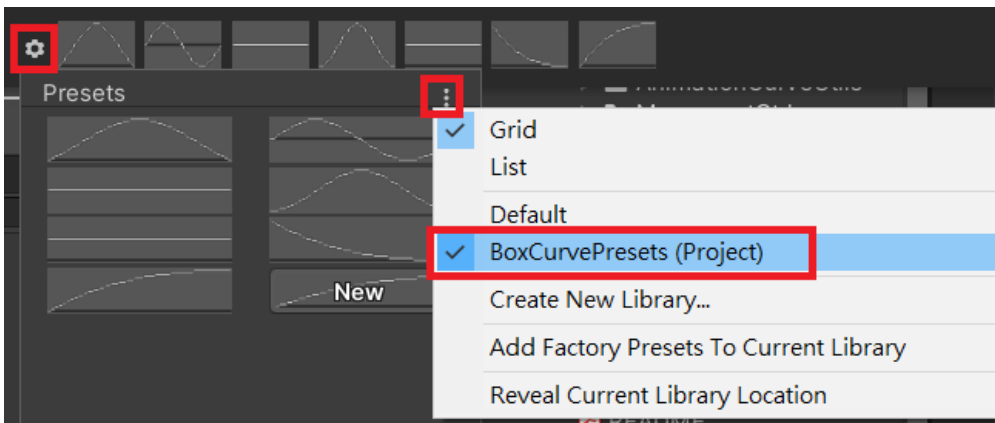 Presets
Grid
List
Default
BoxCurvePresets (Project)
New
Create New Library...
Add Factory Presets To Current Library
Reveal Current Library Location